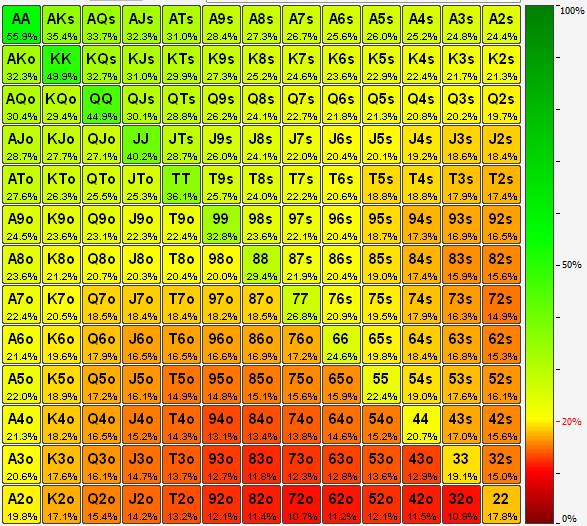 AA AKs AQs AJs ATs A9s A8s A7s A6s A5s A4s A3s A2s 100%
55.9% 35.4% 33.7% 32.3% 31.0% 28.4% 27.3% 26.7% 25.6% 26.0% 25.2% 24.8% 24.4%
AKo KK KQs KJs KTs K9s K8s K7s K6s K5s K4s K3s K2s
32.3% 49.9% 32.7% 31.0% 29.9% 27.3% 25.2% 24.6% 23.6% 22.9% 22.4% 21.7% 21.3%
AQo KQo QQ QJs QTs Q9s Q8s Q7s Q6s Q5s Q4s Q3s Q2s
30.4% 29.4% 44.9% 30.1% 28.8% 26.2% 24.1% 22.7% 21.8% 21.3% 20.8% 20.2% 19.7%
AJo KJo QJo JJ JTs J9s J8s J7s J6s J5s J4s J3s J2s
28.7% 27.7% 27.1% 40.2% 28.7% 26.0% 24.1% 22.0% 20.4% 20.1% 19.2% 18.6% 18.4%
ATo KTo QTo JTo TT T9s T8s T7s T6s T5s T4s T3s T2s
27.6% 26.3% 25.5% 25.3% 36.1% 25.7% 24.0% 22.2% 20.6% 18.8% 18.8% 17.9% 17.4%
A9o K9o Q9o J9o T9o 99 98s 97s 96s 95s 94s 93s 92s
24.5% 23.6% 23.1% 22.3% 22.4% 32.8% 23.6% 22.1% 20.4% 18.7% 17.3% 16.9% 16.5%
A8o K8o Q8o J8o T8o 98o 88 87s 86s 85s 84s 83s 82s 50%
23.6% 21.2% 20.7% 20.3% 20.4% 20.0% 29.4% 21.9% 20.4% 19.0% 17.4% 15.9% 15.6%
A7o K7o Q7o J7o T7o 97o 87o 77 76s 75s 74s 73s 72s
22.4% 20.5% 18.5% 18.4% 18.4% 18.2% 18.5% 26.8% 20.9% 19.5% 17.9% 16.3% 14.9%
A6o K6o Q6o J6o T6o 96o 86o 76o 66 65s 64s 63s 62s
21.4% 19.6% 17.9% 16.5% 16.5% 16.6% 16.9% 17.2% 24.6% 19.8% 18.4% 16.8% 15.3%
A5o K5o Q5o J5o T5o 95o 85o 75o 65o 55 54s 53s 52s
22.0% 18.9% 17.2% 16.1% 14.9% 14.8% 15.1% 15.6% 15.9% 22.4% 19.0% 17.6% 16.1%
A4o K4o Q4o J4o T4o 94o 84o 74o 64o 54o 44 43s 42s 20%
21.3% 18.2% 16.5% 15.2% 14.3% 13.1% 13.4% 13.8% 14.6% 15.2% 20.7% 17.0% 15.6%
A3o K3o Q3o J3o T3o 93o 83o 73o 63o 53o 43o 33 32s
20.6% 17.6% 16.1% 14.7% 13.7% 12.7% 11.8% 12.3% 12.8% 13.6% 12.9% 19.1% 15.0%
A2o K2o Q2o J2o T2o 92o 82o 72o 62o 52o 42o 32o 22
19.8% 17.1% 15.4% 14.2% 13.2% 12.1% 11.4% 10.7% 11.2% 12.1% 11.5% 10.9% 17.8% 0%